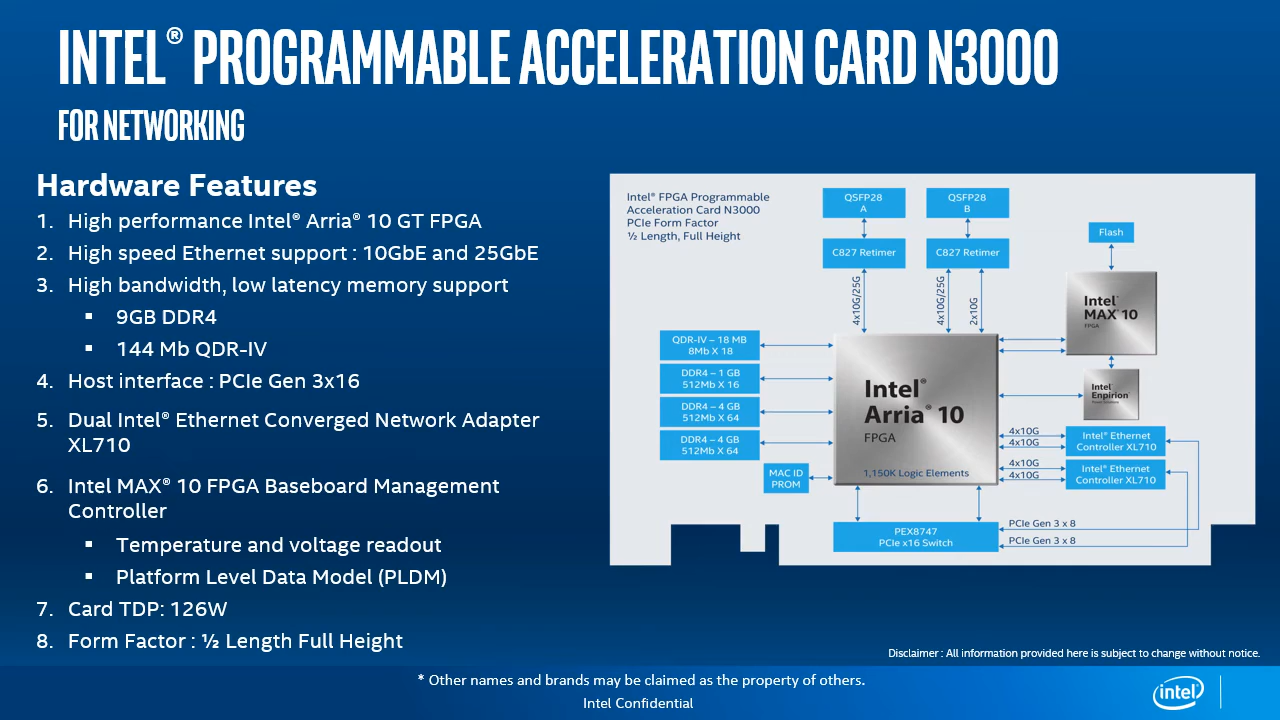 INTEL® PROGRAMMABLE ACCELERATION CARD N3000
FOR NETWORKING
Hardware Features
1. High performance Intel® Arria® 10 GT FPGA
2. High speed Ethernet support : 10GbE and 25GbE
3. High bandwidth, low latency memory support
▪ 9GB DDR4
▪ 144 Mb QDR-IV
4. Host interface : PCIe Gen 3x16
5. Dual Intel® Ethernet Converged Network Adapter
XL710
6. Intel MAX® 10 FPGA Baseboard Management
Controller
▪ Temperature and voltage readout
▪ Platform Level Data Model (PLDM)
7. Card TDP: 126W
8. Form Factor : ½ Length Full Height
Intel® FPGA Programmable
Acceleration Card N3000
PCIe Form Factor
½ Length, Full Height
QSFP28
A
QSFP28
B
C827 Retimer
C827 Retimer
Flash
4x10G/25G
4x10G/25G
2x10G
Intel®
MAX® 10
FPGA
QDR-IV – 18 MB
8Mb X 18
DDR4 – 1 GB
512Mb X 16
DDR4 – 4 GB
512Mb X 64
DDR4 – 4 GB
512Mb X 64
MAC ID
PROM
Intel®
Arria® 10
FPGA
1,150K Logic Elements
Intel®
Enpirion®
4x10G
4x10G
Intel® Ethernet
Controller XL710
4x10G
4x10G
Intel® Ethernet
Controller XL710
PEX8747
PCIe x16 Switch
PCIe Gen 3 x 8
PCIe Gen 3 x 8
Disclaimer : All information provided here is subject to change without notice.
* Other names and brands may be claimed as the property of others.
Intel Confidential
intel®